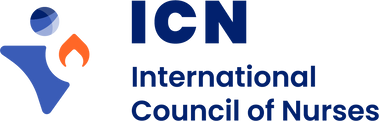 ICN
International
Council of Nurses